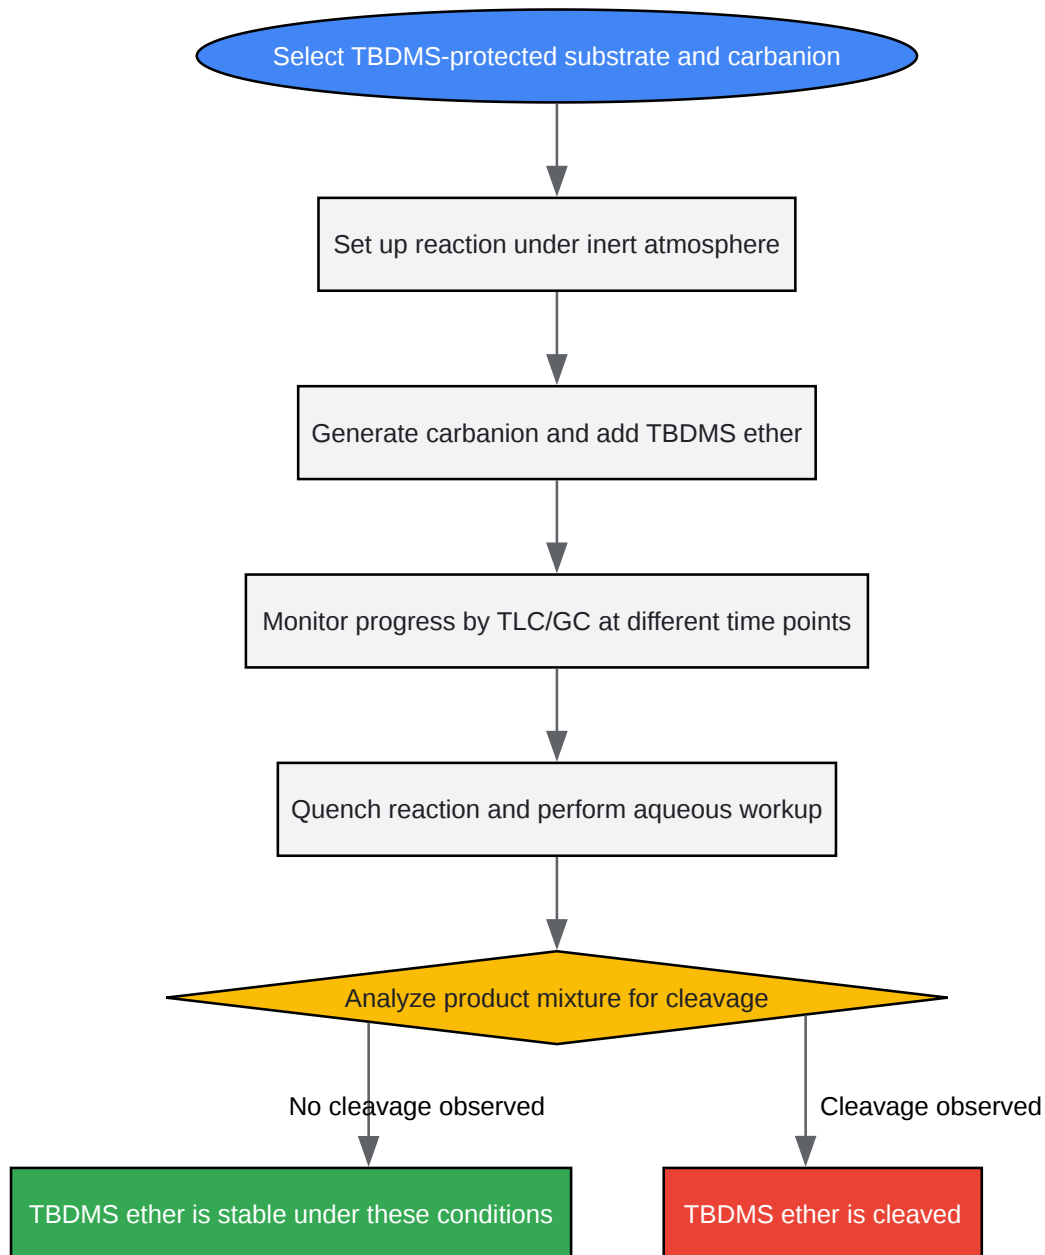 Select TBDMS-protected substrate and carbanion
Set up reaction under inert atmosphere
Generate carbanion and add TBDMS ether
Monitor progress by TLC/GC at different time points
Quench reaction and perform aqueous workup
Analyze product mixture for cleavage
No cleavage observed
Cleavage observed
TBDMS ether is stable under these conditions
TBDMS ether is cleaved